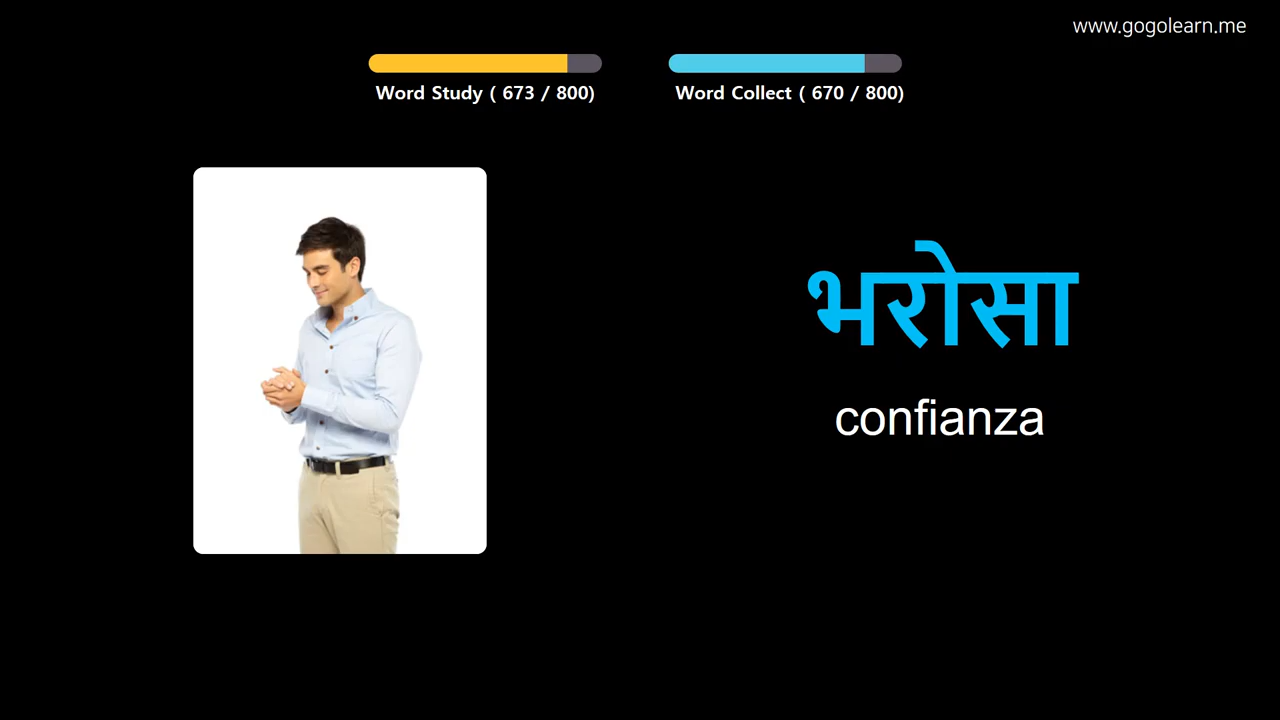 www.gogolearn.me
Word Study ( 673 / 800)
Word Collect ( 670 / 800)
भरोसा
confianza